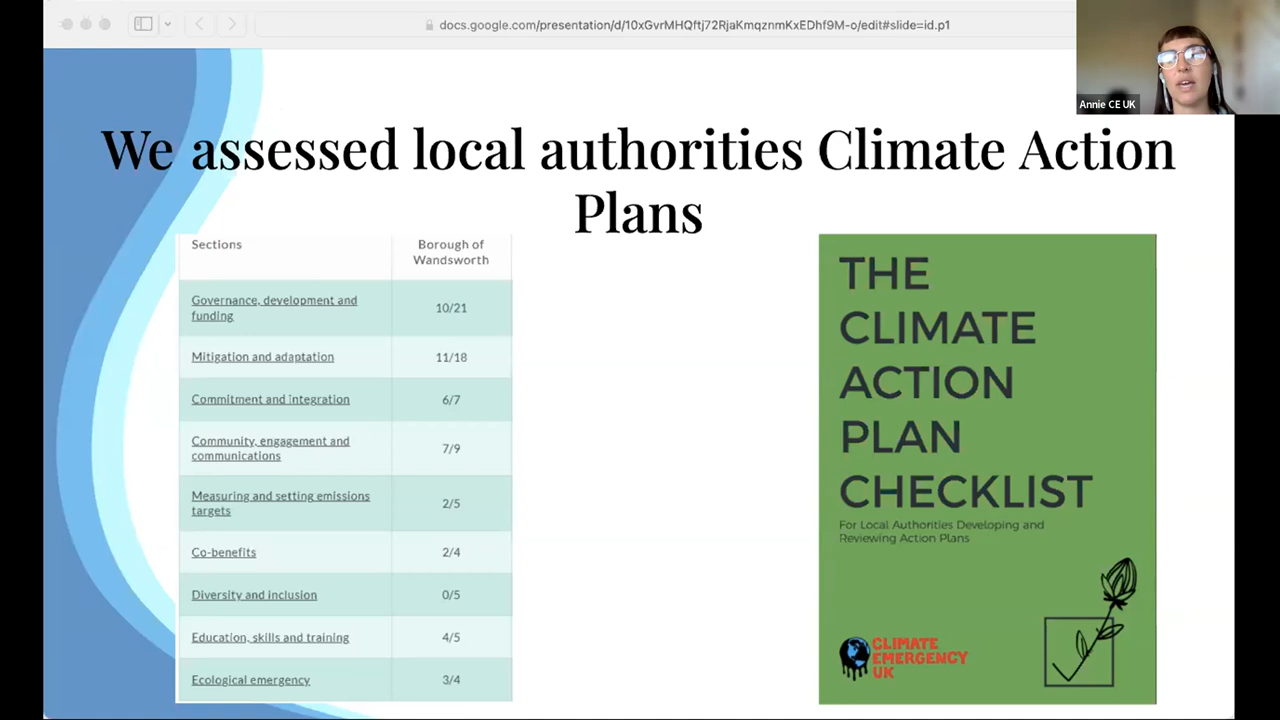 docs.google.com/presentation/d/10xGvrMHQftj72RjaKmqznmKxEDhf9M-o/edit#slide=id.p1
Annie CE UK
We assessed local authorities Climate Action
Plans
Sections
Borough of
Wandsworth
Governance, development and
funding
10/21
Mitigation and adaptation
11/18
Commitment and integration
6/7
Community, engagement and
communications
7/9
Measuring and setting emissions
targets
2/5
Co-benefits
2/4
Diversity and inclusion
0/5
Education, skills and training
4/5
Ecological emergency
3/4
THE
CLIMATE
ACTION
PLAN
CHECKLIST
For Local Authorities Developing and
Reviewing Action Plans
CLIMATE
EMERGENCY
UK